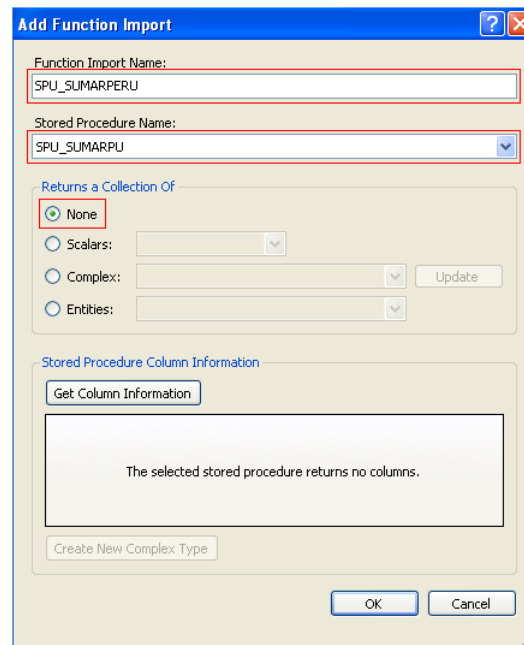 Add Function Import
Function Import Name:
SPU_SUMARPERU
Stored Procedure Name:
SPU_SUMARPU
Returns a Collection Of
None
Scalars:
Complex:
Update
Entities:
Stored Procedure Column Information
Get Column Information
The selected stored procedure returns no columns.
Create New Complex Type
OK
Cancel